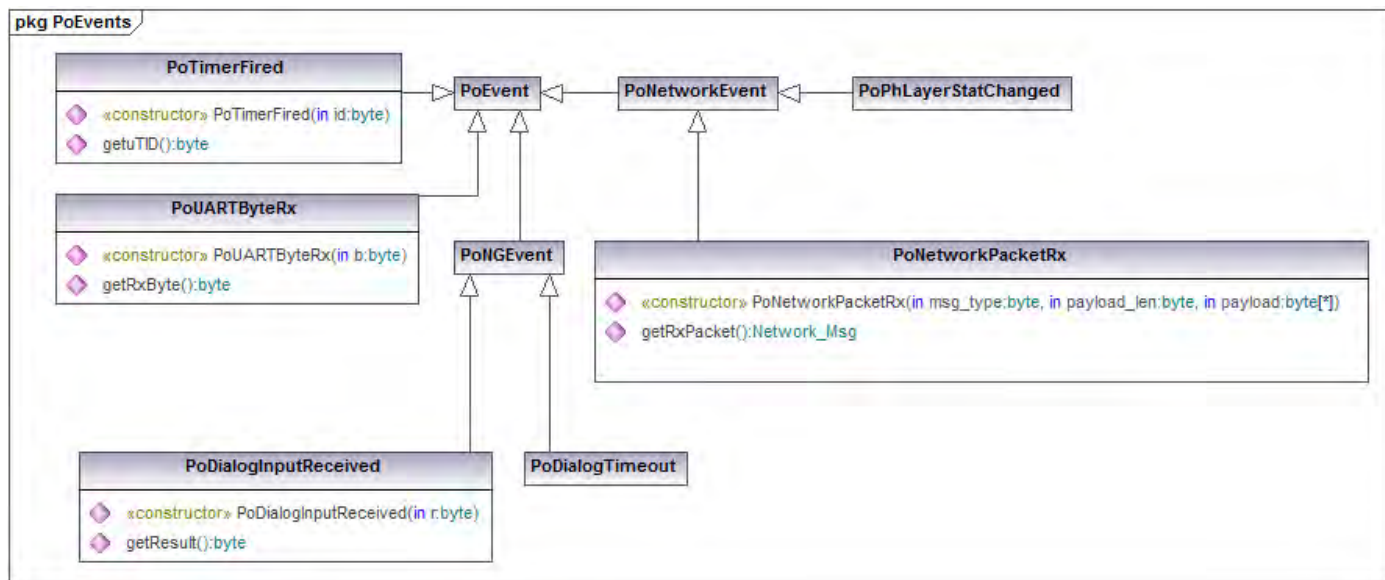 pkg PoEvents
PoTimerFired
«constructor» PoTimerFired(in id:byte)
getuTID():byte
PoEvent
PoNetworkEvent
PoPhLayerStatChanged
PoUARTByteRx
«constructor» PoUARTByteRx(in b:byte)
getRxByte():byte
PoNGEvent
PoNetworkPacketRx
«constructor» PoNetworkPacketRx(in msg_type:byte, in payload_len:byte, in payload:byte[*])
getRxPacket():Network_Msg
PoDialogInputReceived
«constructor» PoDialogInputReceived(in r:byte)
getResult():byte
PoDialogTimeout